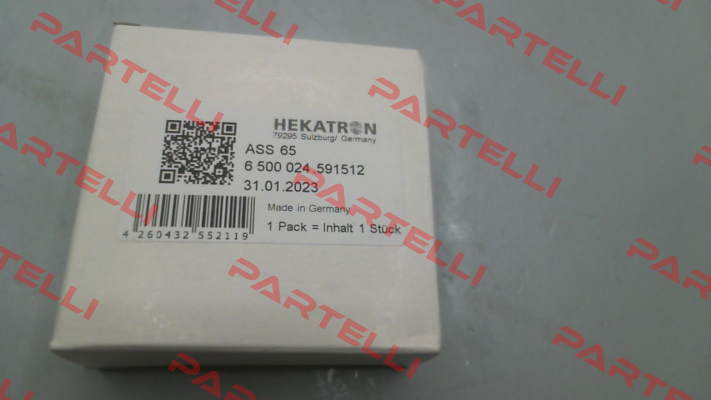 HEKATRON
79295 Sulzburg/ Germany
ASS 65
6 500 024 591512
31.01.2023
Made in Germany
1 Pack = Inhalt 1 Stück
4 260432 552119
PARTELLI
PARTELLI
PARTELLI
PARTELLI
PARTELLI
PARTELLI
PARTELLI
PARTELLI
PARTELLI